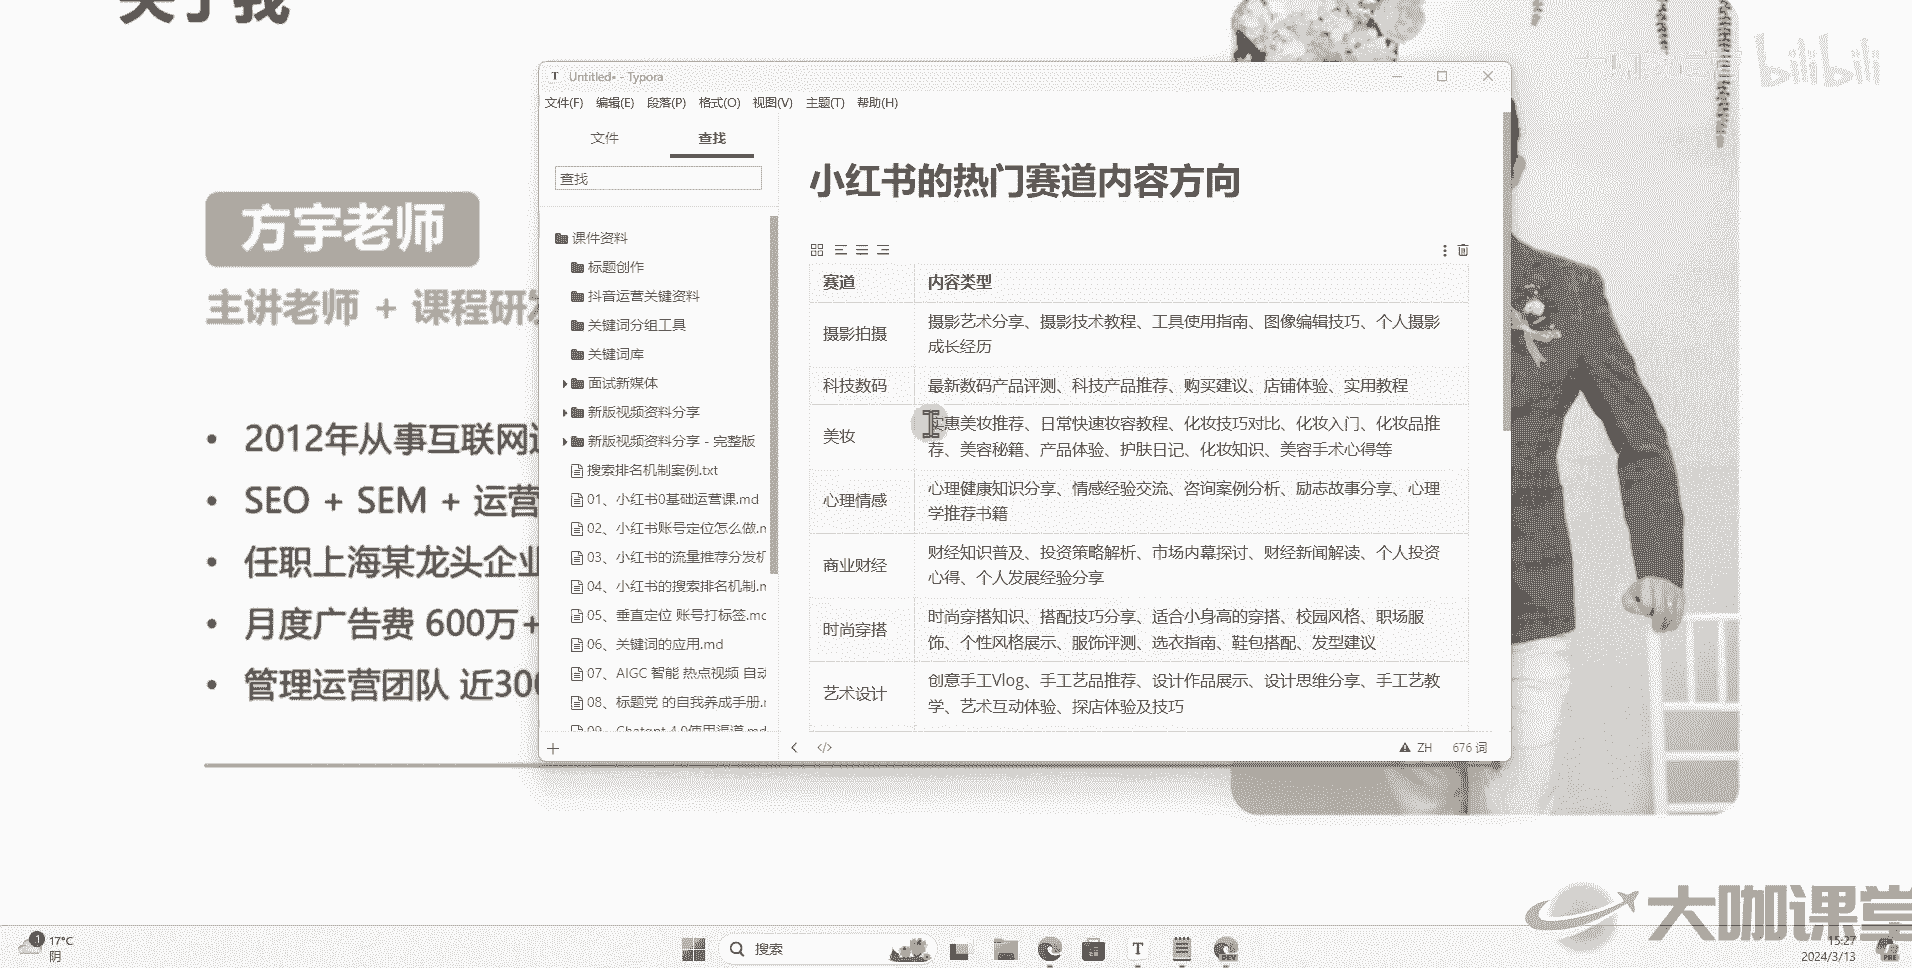 关于我
bilibili
方宇老师
主讲老师 + 课程研发
2012年从事互联网
SEO + SEM + 运营
任职上海某龙头企业
月度广告费 600万+
管理运营团队 近300
Untitled• - Typora
文件(F) 编辑(E) 段落(P) 格式(O) 视图(V) 主题(T) 帮助(H)
文件 查找
查找
课件资料
标题创作
抖音运营关键资料
关键词分组工具
关键词库
面试新媒体
新版视频资料分享
新版视频资料分享 - 完整版
搜索排名机制案例.txt
01、小红书0基础运营课.md
02、小红书账号定位怎么做.m
03、小红书的流量推荐分发机
04、小红书的搜索排名机制.m
05、垂直定位 账号打标签.mc
06、关键词的应用.md
07、AIGC 智能 热点视频 自动
08、标题党 的自我养成手册.r
09、Chatgpt 4.0使用渠道.md
小红书的热门赛道内容方向
赛道 内容类型
摄影拍摄 摄影艺术分享、摄影技术教程、工具使用指南、图像编辑技巧、个人摄影
成长经历
科技数码 最新数码产品评测、科技产品推荐、购买建议、店铺体验、实用教程
美妆 实惠美妆推荐、日常快速妆容教程、化妆技巧对比、化妆入门、化妆品推
荐、美容秘籍、产品体验、护肤日记、化妆知识、美容手术心得等
心理情感 心理健康知识分享、情感经验交流、咨询案例分析、励志故事分享、心理
学推荐书籍
商业财经 财经知识普及、投资策略解析、市场内幕探讨、财经新闻解读、个人投资
心得、个人发展经验分享
时尚穿搭 时尚穿搭知识、搭配技巧分享、适合小身高的穿搭、校园风格、职场服
饰、个性风格展示、服饰评测、选衣指南、鞋包搭配、发型建议
艺术设计 创意手工Vlog、手工艺品推荐、设计作品展示、设计思维分享、手工艺教
学、艺术互动体验、探店体验及技巧
ZH 676 词
大咖课堂
1 17°C
阴
搜索
DEV
15:27
2024/3/13
PRE